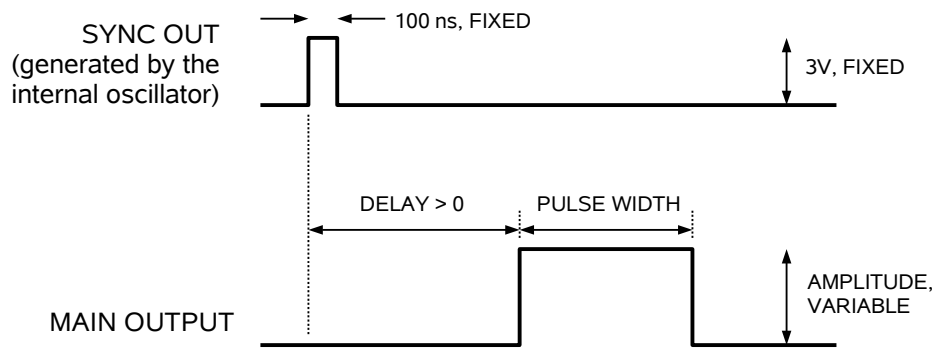 100 ns, FIXED
SYNC OUT
(generated by the
internal oscillator)
3V, FIXED
DELAY > 0
PULSE WIDTH
AMPLITUDE,
VARIABLE
MAIN OUTPUT